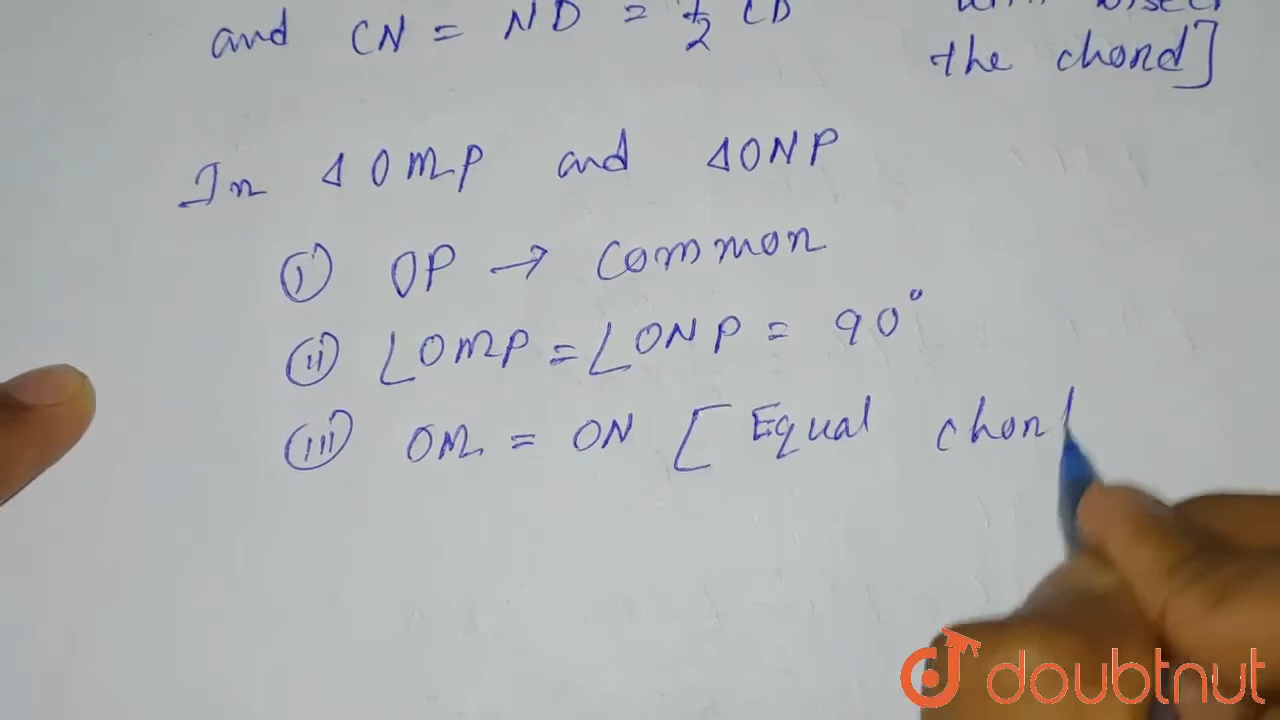 and CN = ND = 1/2 CD
the chord]
In △OMP and △ONP
(i) OP → Common
(ii) ∠OMP = ∠ONP = 90°
(iii) OM = ON [Equal chord
doubtnut